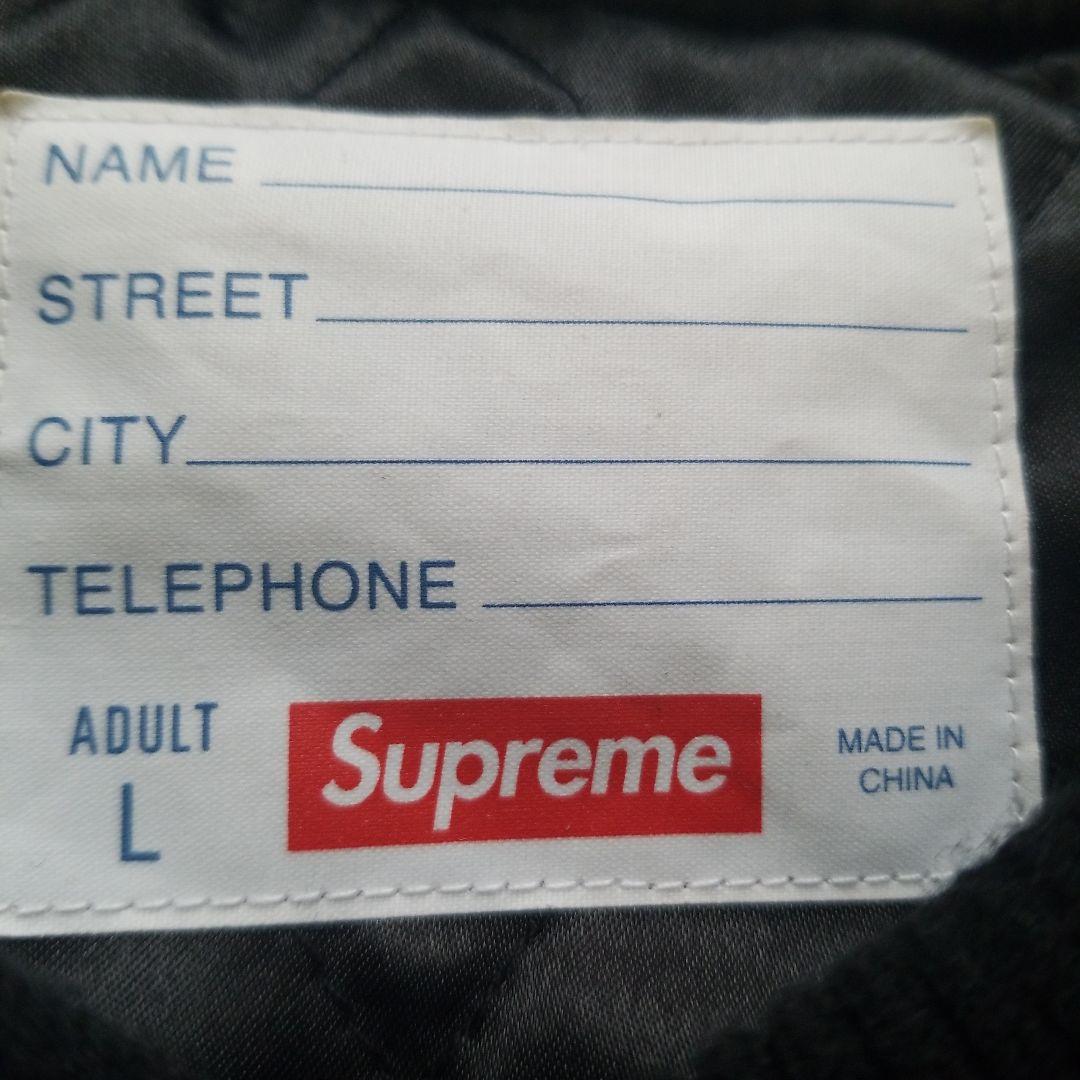 NAME
STREET
CITY
TELEPHONE
ADULT
L
Supreme
MADE IN
CHINA